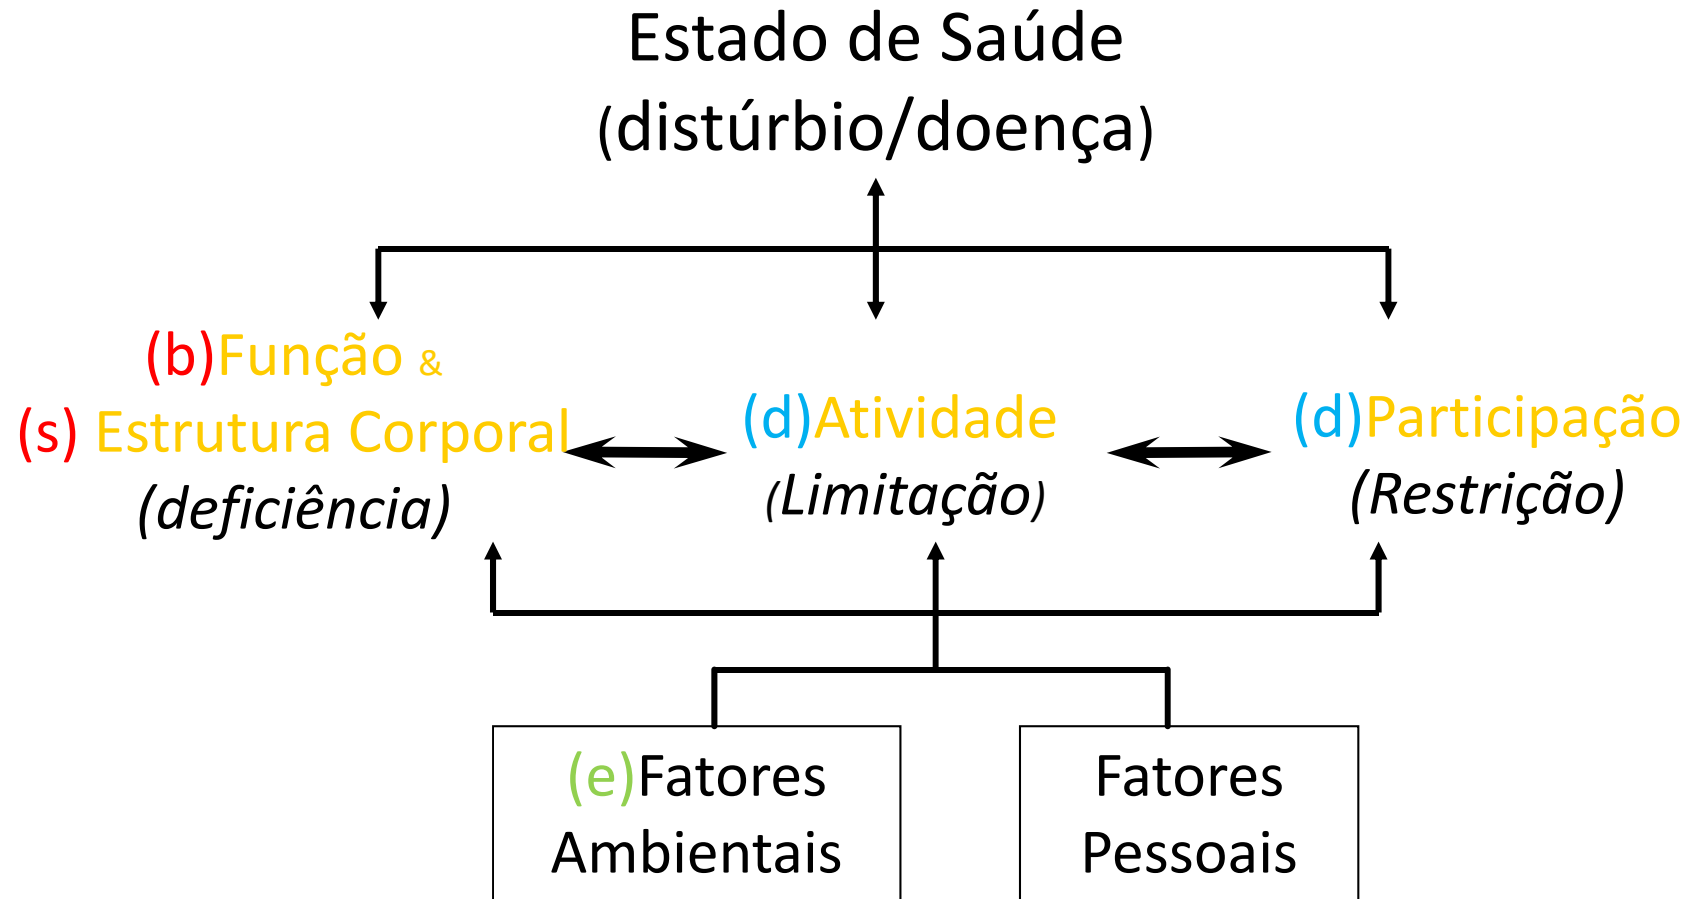 Estado de Saúde
(distúrbio/doença)
(b)Função &
(s) Estrutura Corporal
(deficiência)
(d)Atividade
(Limitação)
(d)Participação
(Restrição)
(e)Fatores
Ambientais
Fatores
Pessoais